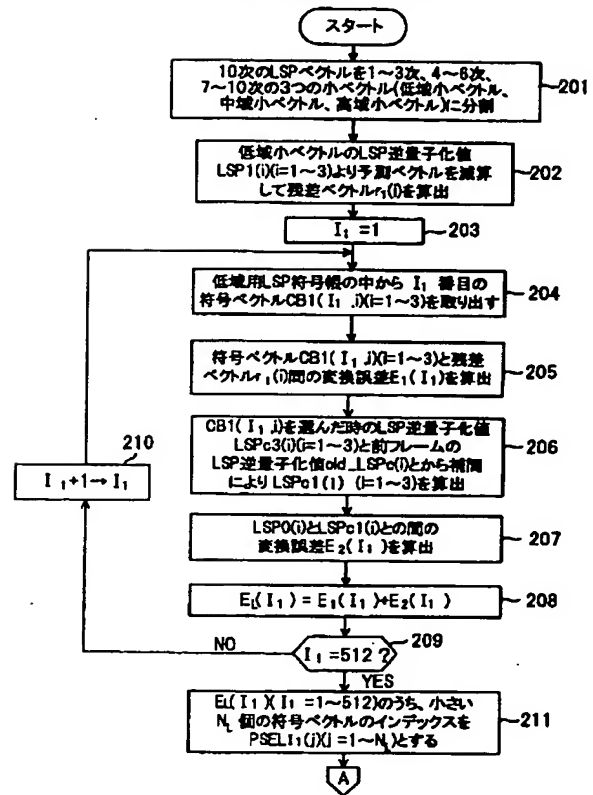 スタート
10次のLSPベクトルを1〜3次、4〜6次、
7〜10次の3つの小ベクトル(低域小ベクトル、
中域小ベクトル、高域小ベクトル)に分割
201
低域小ベクトルのLSP逆量子化値
LSP1(i)(i=1〜3)より予測ベクトルを減算
して残差ベクトルr₁(i)を算出
202
I₁ =1
203
低域用LSP符号帳の中から I₁ 番目の
符号ベクトルCB1( I₁ ,i)(i=1〜3)を取り出す
204
符号ベクトルCB1( I₁ ,i)(i=1〜3)と残差
ベクトルr₁(i)間の変換誤差E₁(I₁)を算出
205
CB1( I₁ ,i)を選んだ時のLSP逆量子化値
LSPc3(i)(i=1〜3)と前フレームの
LSP逆量子化値old_LSPc(i)とから補間
によりLSPc1(i) (i=1〜3)を算出
206
210
I₁ +1→ I₁
LSP0(i)とLSPc1(i)との間の
変換誤差E₂( I₁ )を算出
207
E_L( I₁ ) = E₁( I₁ )+E₂( I₁ )
208
209
NO
I₁ =512 ?
YES
E_L( I₁ )( I₁ =1〜512)のうち、小さい
N_L 個の符号ベクトルのインデックスを
PSELI₁(j)(j=1〜N_L)とする
211
A